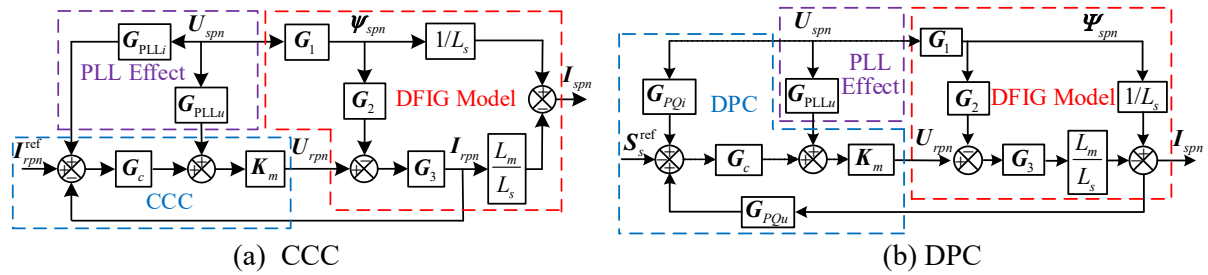 U_spn
ψ_spn
G_PLLi
G_1
1/L_s
PLL Effect
I_spn
G_PLLu
G_2
DFIG Model
I_rpn^ref
U_rpn
I_rpn
G_c
K_m
G_3
L_m
L_s
CCC
(a) CCC
U_spn
Ψ_spn
G_1
PLL
Effect
G_PQi
DPC
G_PLLu
G_2
DFIG Model
1/L_s
S_s^ref
U_rpn
I_spn
G_c
K_m
G_3
L_m
L_s
G_PQu
(b) DPC